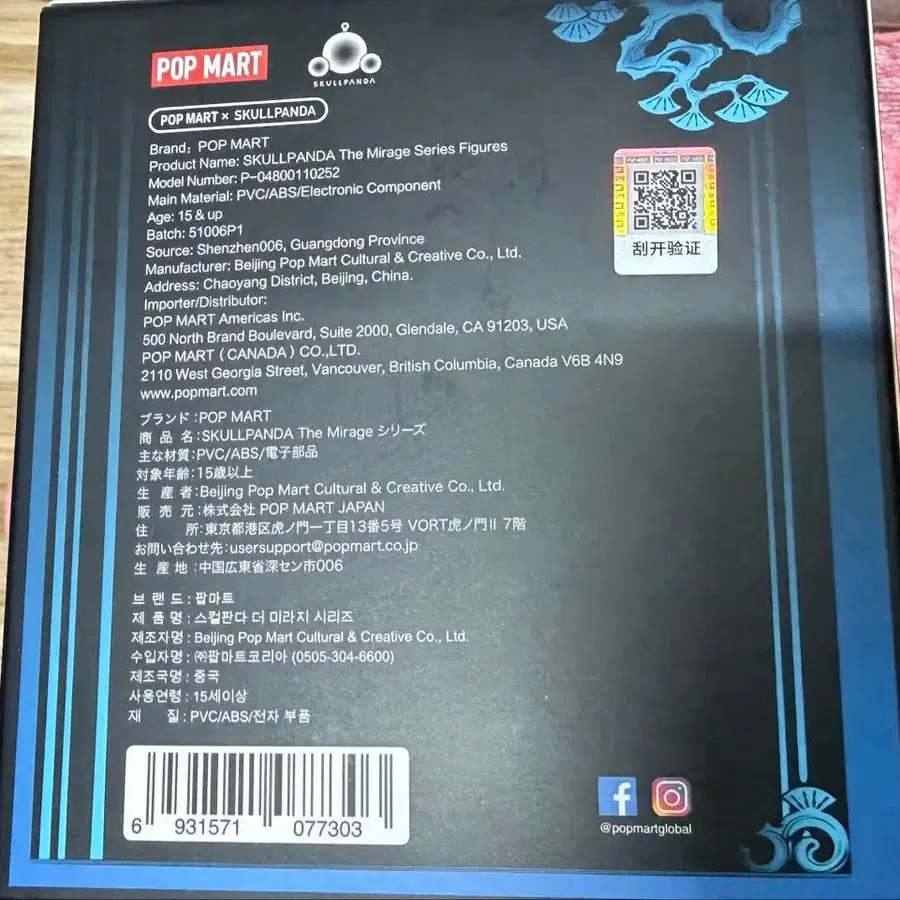 POP MART
SKULLPANDA
POP MART × SKULLPANDA
Brand: POP MART
Product Name: SKULLPANDA The Mirage Series Figures
Model Number: P-04800110252
Main Material: PVC/ABS/Electronic Component
Age: 15 & up
Batch: 51006P1
Source: Shenzhen006, Guangdong Province
Manufacturer: Beijing Pop Mart Cultural & Creative Co., Ltd.
Address: Chaoyang District, Beijing, China.
Importer/Distributor:
POP MART Americas Inc.
500 North Brand Boulevard, Suite 2000, Glendale, CA 91203, USA
POP MART (CANADA) CO.,LTD.
2110 West Georgia Street, Vancouver, British Columbia, Canada V6B 4N9
www.popmart.com
刮开验证
ブランド:POP MART
商 品 名:SKULLPANDA The Mirage シリーズ
主な材質:PVC/ABS/電子部品
対象年齢:15歳以上
生 産 者:Beijing Pop Mart Cultural & Creative Co., Ltd.
販 売 元:株式会社 POP MART JAPAN
住 所:東京都港区虎ノ門一丁目13番5号 VORT虎ノ門Ⅱ 7階
お問い合わせ先:usersupport@popmart.co.jp
生 産 地:中国広東省深セン市006
브 랜 드 : 팝마트
제 품 명 : 스컬판다 더 미라지 시리즈
제조자명 : Beijing Pop Mart Cultural & Creative Co., Ltd.
수입자명 : ㈜팝마트코리아 (0505-304-6600)
제조국명 : 중국
사용연령 : 15세이상
재 질 : PVC/ABS/전자 부품
6 931571 077303
@popmartglobal